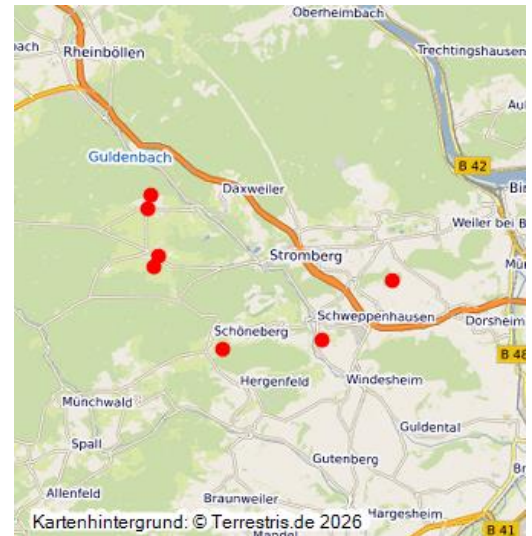 Oberheimbach
Rheinböllen
Trechtingshausen
Guldenbach
B 42
Daxweiler
Weiler bei B
Stromberg
Schweppenhausen
Dorsheim
Schöneberg
B 48
Hergenfeld
Windesheim
Münchwald
Guldental
Spall
Gutenberg
Allenfeld
Braunweiler
Hargesheim
Kartenhintergrund: © Terrestris.de 2026
Mandel
B 41